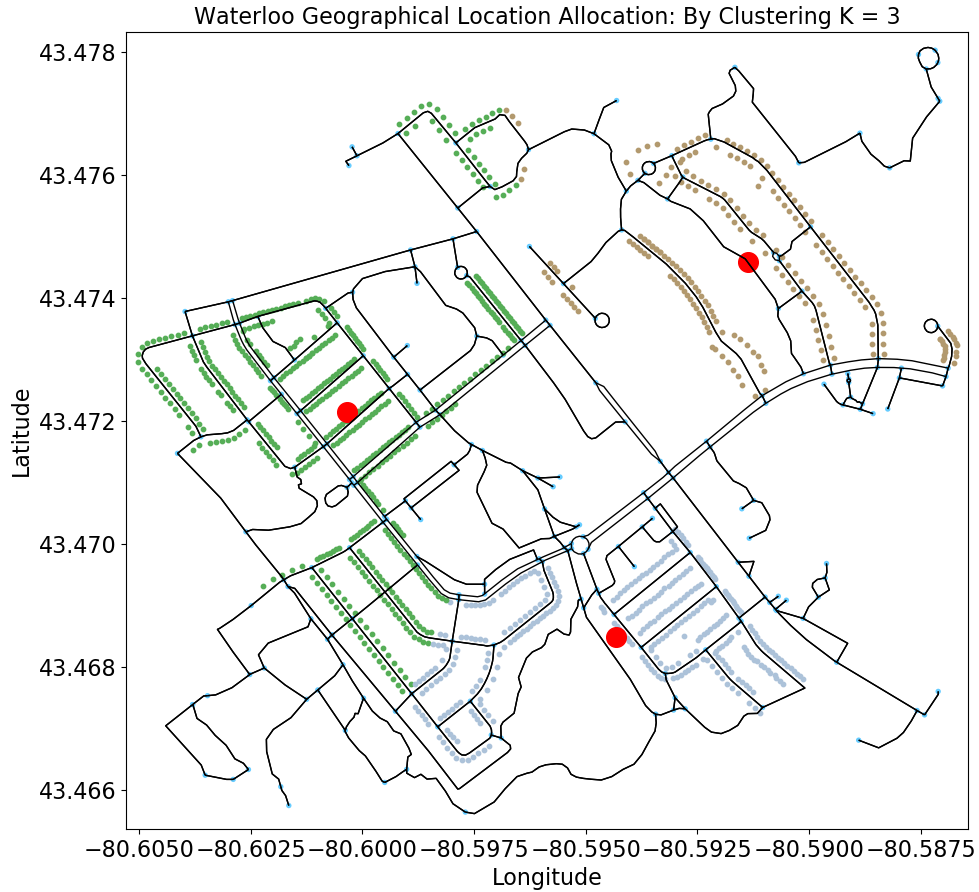 Waterloo Geographical Location Allocation: By Clustering K = 3
43.478
43.476
43.474
43.472
43.470
43.468
43.466
Latitude
−80.6050 −80.6025 −80.6000 −80.5975 −80.5950 −80.5925 −80.5900 −80.5875
Longitude